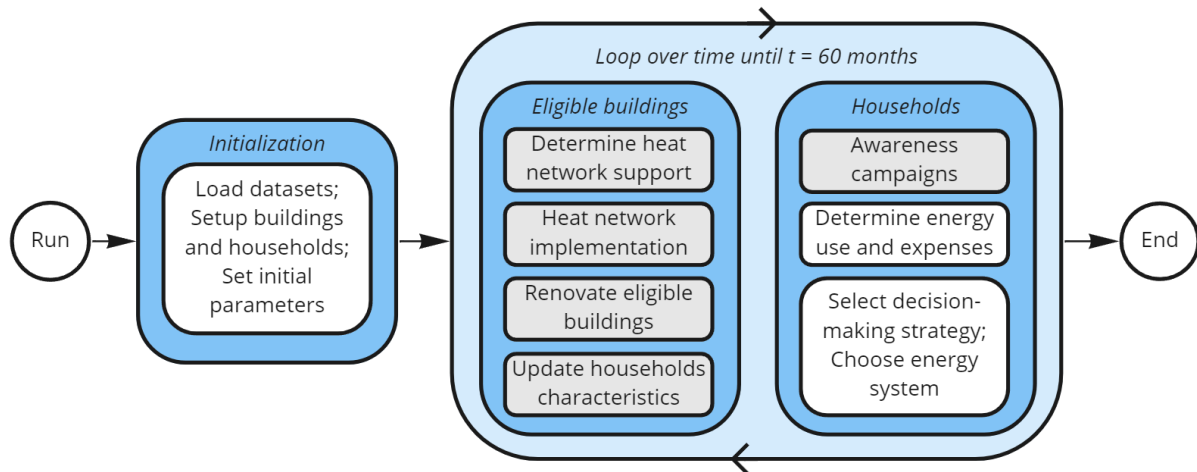 Run
Initialization
Load datasets;
Setup buildings
and households;
Set initial
parameters
Loop over time until t = 60 months
Eligible buildings
Determine heat
network support
Heat network
implementation
Renovate eligible
buildings
Update households
characteristics
Households
Awareness
campaigns
Determine energy
use and expenses
Select decision-
making strategy;
Choose energy
system
End